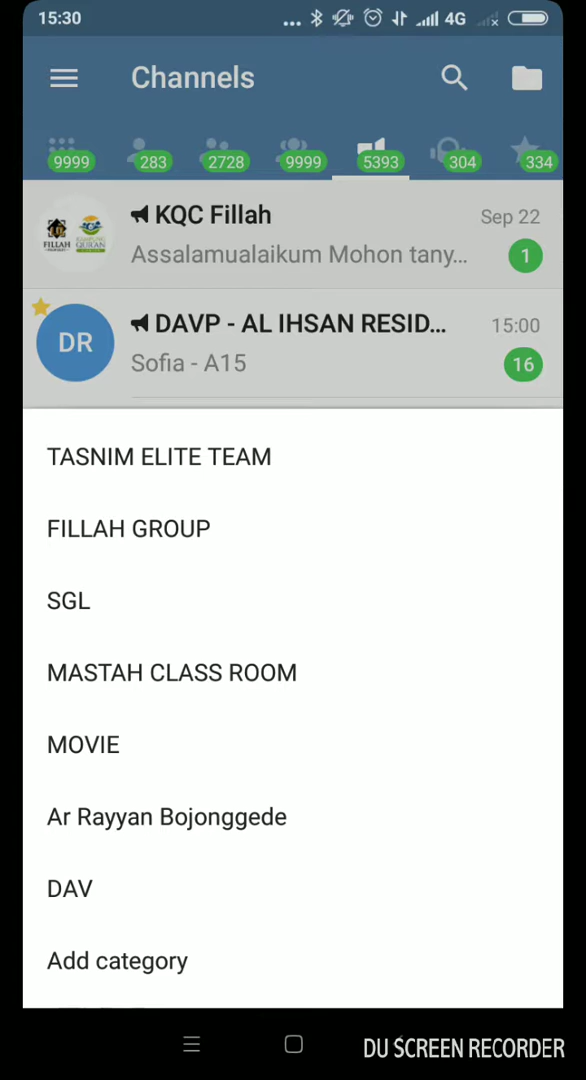 15:30
... 4G
Channels
9999 283 2728 9999 5393 304 334
KQC Fillah Sep 22
FILLAH
Assalamualaikum Mohon tany... 1
DAVP - AL IHSAN RESID... 15:00
DR
Sofia - A15 16
TASNIM ELITE TEAM
FILLAH GROUP
SGL
MASTAH CLASS ROOM
MOVIE
Ar Rayyan Bojonggede
DAV
Add category
DU SCREEN RECORDER